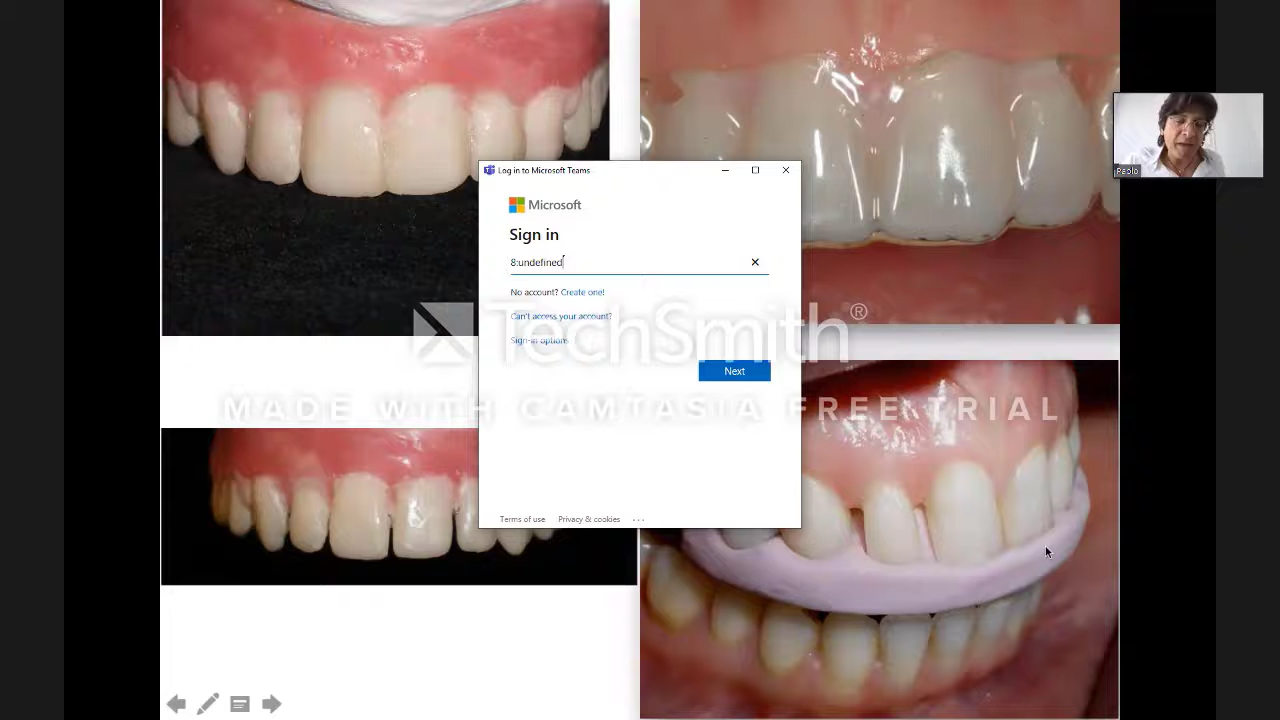 Log in to Microsoft Teams
Microsoft
Sign in
8:undefined
No account? Create one!
Can't access your account?
Sign-in options
Next
TechSmith®
MADE WITH CAMTASIA FREE TRIAL
Terms of use Privacy & cookies
Paolo